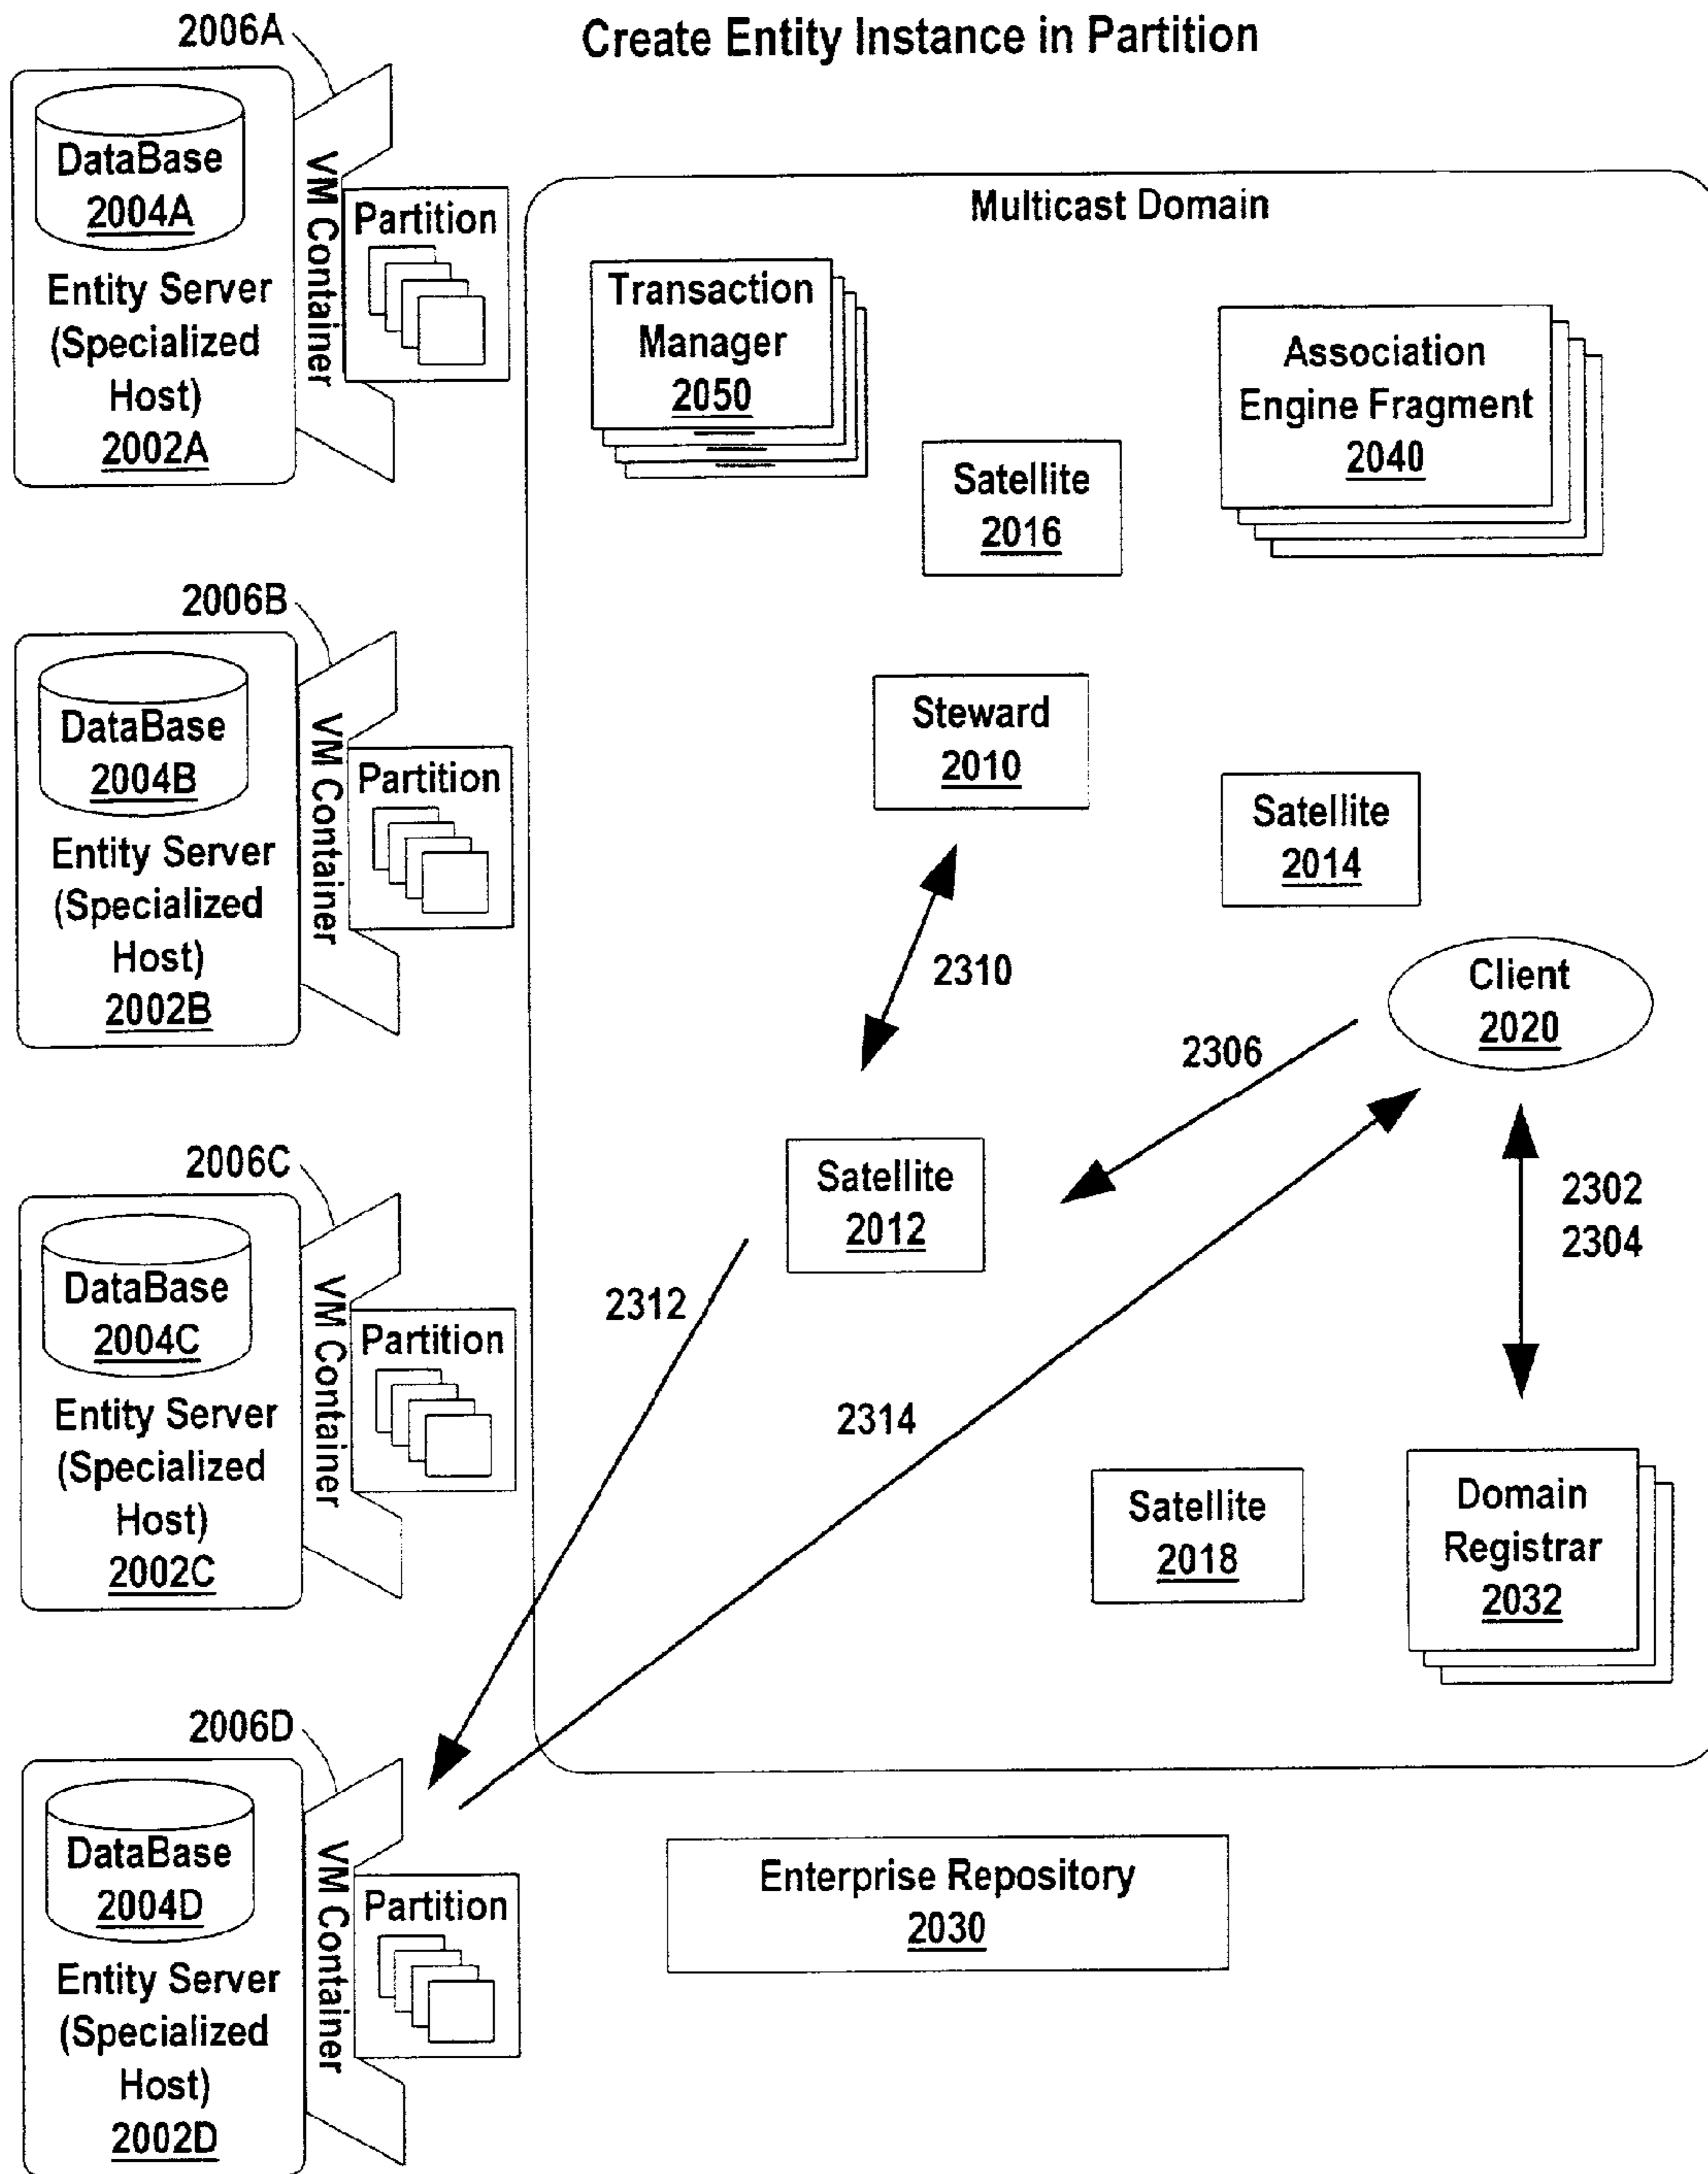 Create Entity Instance in Partition
2006A
DataBase
2004A
Entity Server
(Specialized
Host)
2002A
VM Container
Partition
2006B
DataBase
2004B
Entity Server
(Specialized
Host)
2002B
VM Container
Partition
2006C
DataBase
2004C
Entity Server
(Specialized
Host)
2002C
VM Container
Partition
2006D
DataBase
2004D
Entity Server
(Specialized
Host)
2002D
VM Container
Partition
Multicast Domain
Transaction
Manager
2050
Association
Engine Fragment
2040
Satellite
2016
Steward
2010
Satellite
2014
2310
Client
2020
2306
Satellite
2012
2302
2304
2312
2314
Satellite
2018
Domain
Registrar
2032
Enterprise Repository
2030